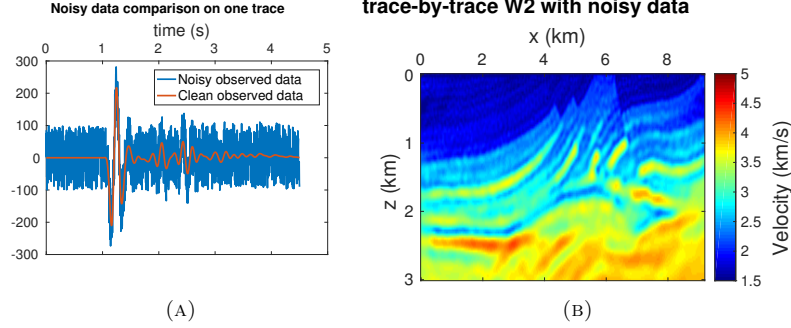 Noisy data comparison on one trace
time (s)
0 1 2 3 4 5
300
200
100
0
-100
-200
-300
Noisy observed data
Clean observed data
(A)
trace-by-trace W2 with noisy data
x (km)
0 2 4 6 8
0
1
2
3
z (km)
5
4.5
4
3.5
3
2.5
2
1.5
Velocity (km/s)
(B)